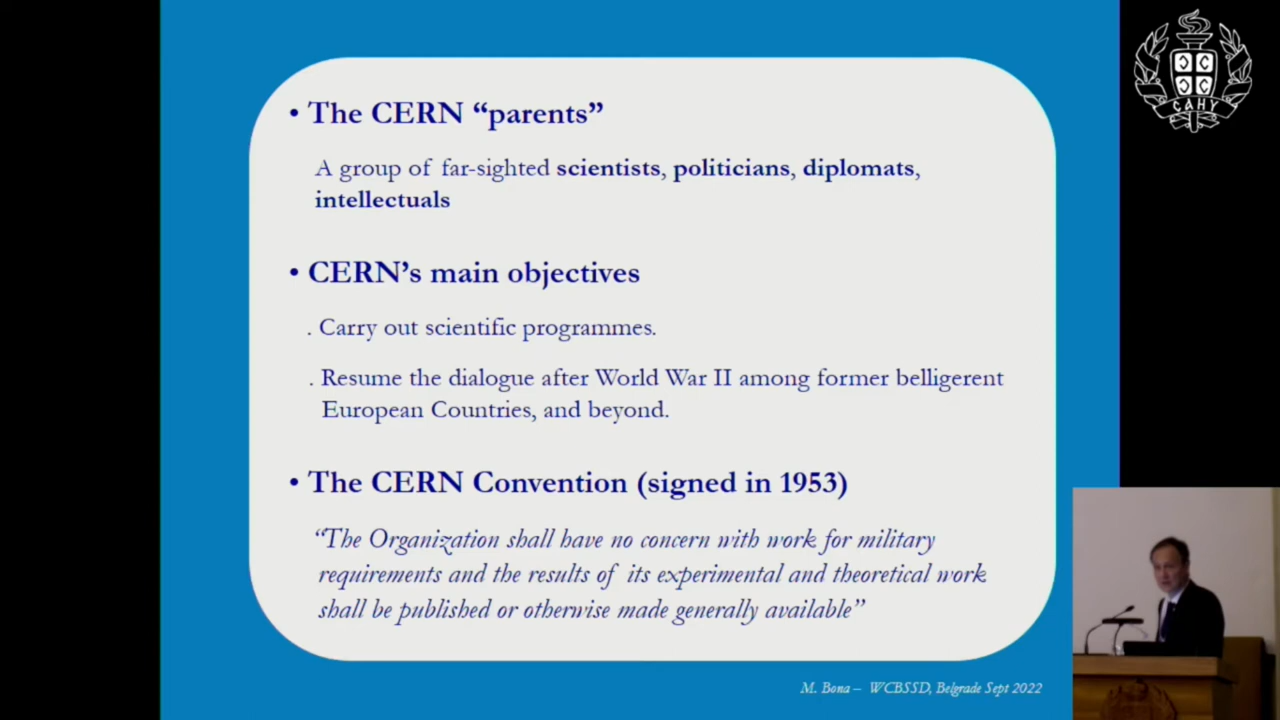 • The CERN “parents”
A group of far-sighted scientists, politicians, diplomats,
intellectuals
• CERN’s main objectives
. Carry out scientific programmes.
. Resume the dialogue after World War II among former belligerent
European Countries, and beyond.
• The CERN Convention (signed in 1953)
“The Organization shall have no concern with work for military
requirements and the results of its experimental and theoretical work
shall be published or otherwise made generally available”
M. Bona – WCBSSD, Belgrade Sept 2022
САНУ